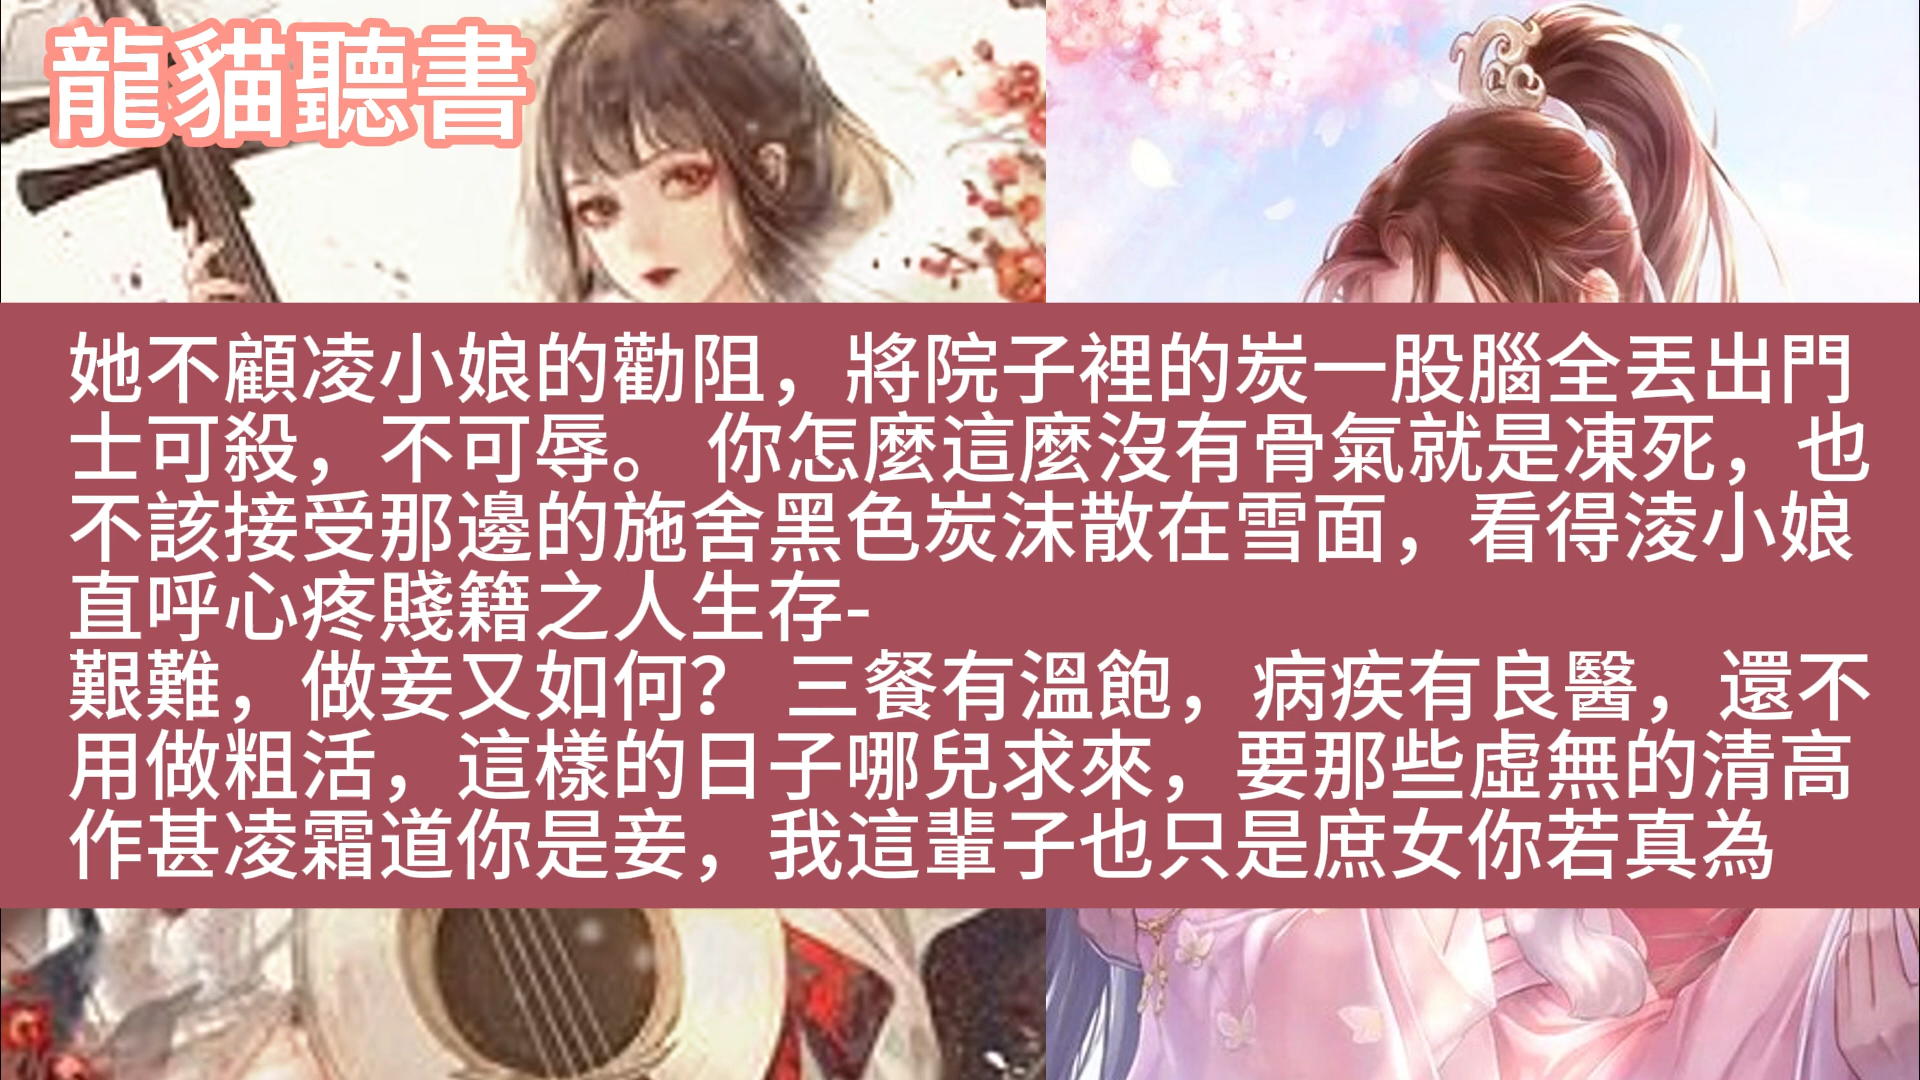 龍貓聽書
她不顧凌小娘的勸阻，將院子裡的炭一股腦全丟出門
士可殺，不可辱。 你怎麼這麼沒有骨氣就是凍死，也
不該接受那邊的施舍黑色炭沫散在雪面，看得淩小娘
直呼心疼賤籍之人生存-
艱難，做妾又如何？ 三餐有溫飽，病疾有良醫，還不
用做粗活，這樣的日子哪兒求來，要那些虛無的清高
作甚凌霜道你是妾，我這輩子也只是庶女你若真為